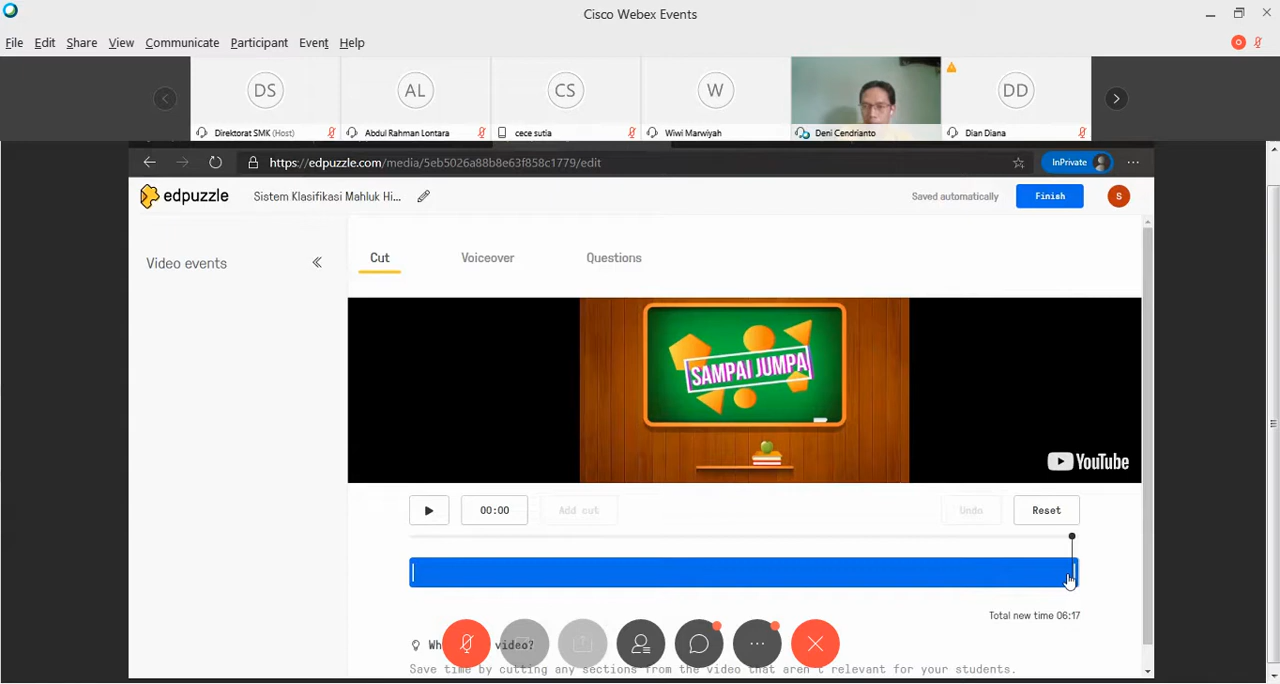 Cisco Webex Events
File Edit Share View Communicate Participant Event Help
DS AL CS W DD
Direktorat SMK (Host) Abdul Rahman Lontara cece sutia Wiwi Marwiyah Deni Cendrianto Dian Diana
https://edpuzzle.com/media/5eb5026a88b8e63f858c1779/edit InPrivate
edpuzzle Sistem Klasifikasi Mahluk Hi... Saved automatically Finish S
Video events
Cut Voiceover Questions
SAMPAI JUMPA
YouTube
00:00 Add cut Undo Reset
Total new time 06:17
video?
Save time by cutting any sections from the video that aren't relevant for your students.